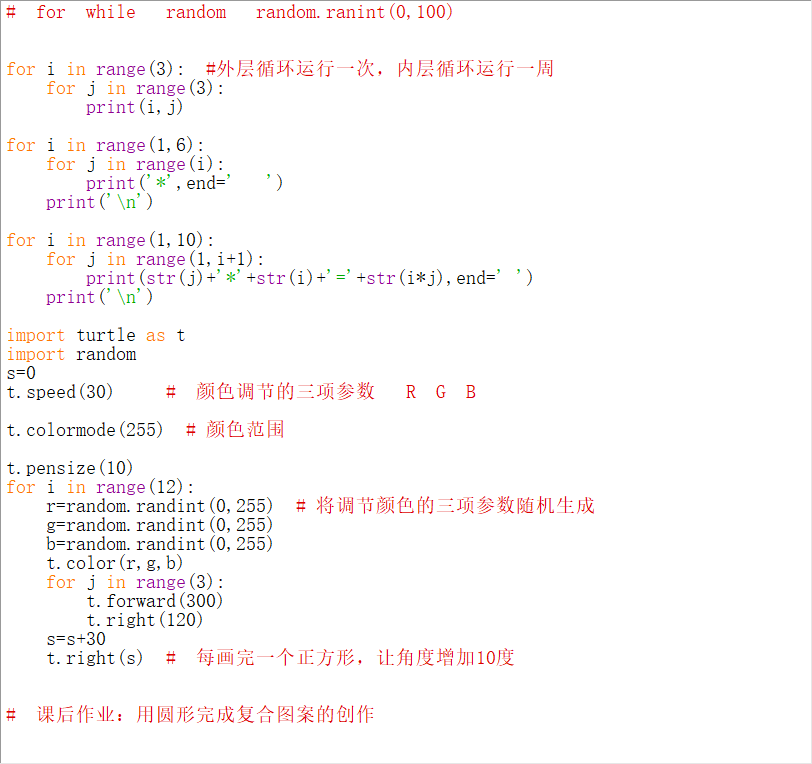 #  for  while   random   random.ranint(0,100)
for i in range(3):  #外层循环运行一次，内层循环运行一周
    for j in range(3):
        print(i,j)
for i in range(1,6):
    for j in range(i):
        print('*',end='   ')
    print('\n')
for i in range(1,10):
    for j in range(1,i+1):
        print(str(j)+'*'+str(i)+'='+str(i*j),end=' ')
    print('\n')
import turtle as t
import random
s=0
t.speed(30)     #  颜色调节的三项参数   R  G  B
t.colormode(255)  # 颜色范围
t.pensize(10)
for i in range(12):
    r=random.randint(0,255)  # 将调节颜色的三项参数随机生成
    g=random.randint(0,255)
    b=random.randint(0,255)
    t.color(r,g,b)
    for j in range(3):
        t.forward(300)
        t.right(120)
    s=s+30
    t.right(s)  #  每画完一个正方形，让角度增加10度
#  课后作业：用圆形完成复合图案的创作